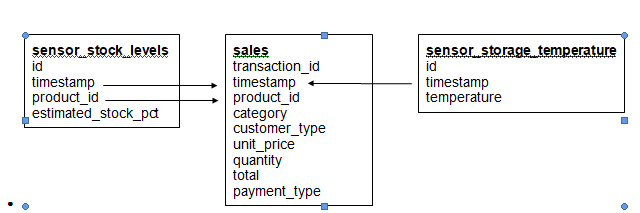 sensor_stock_levels
id
timestamp
product_id
estimated_stock_pct
sales
transaction_id
timestamp
product_id
category
customer_type
unit_price
quantity
total
payment_type
sensor_storage_temperature
id
timestamp
temperature